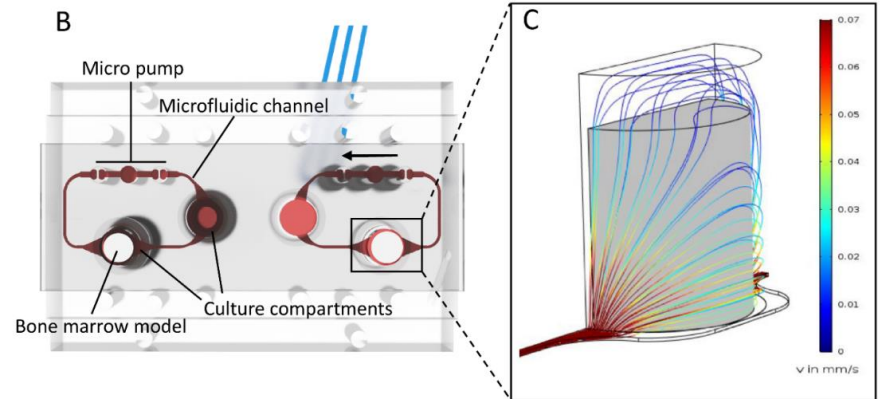 B
Micro pump
Microfluidic channel
Bone marrow model
Culture compartments
C
0.07
0.06
0.05
0.04
0.03
0.02
0.01
0
v in mm/s